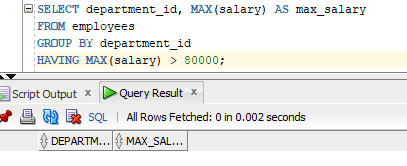 SELECT department_id, MAX(salary) AS max_salary
FROM employees
GROUP BY department_id
HAVING MAX(salary) > 80000;
Script Output x Query Result x
SQL | All Rows Fetched: 0 in 0.002 seconds
DEPARTM... MAX_SAL...